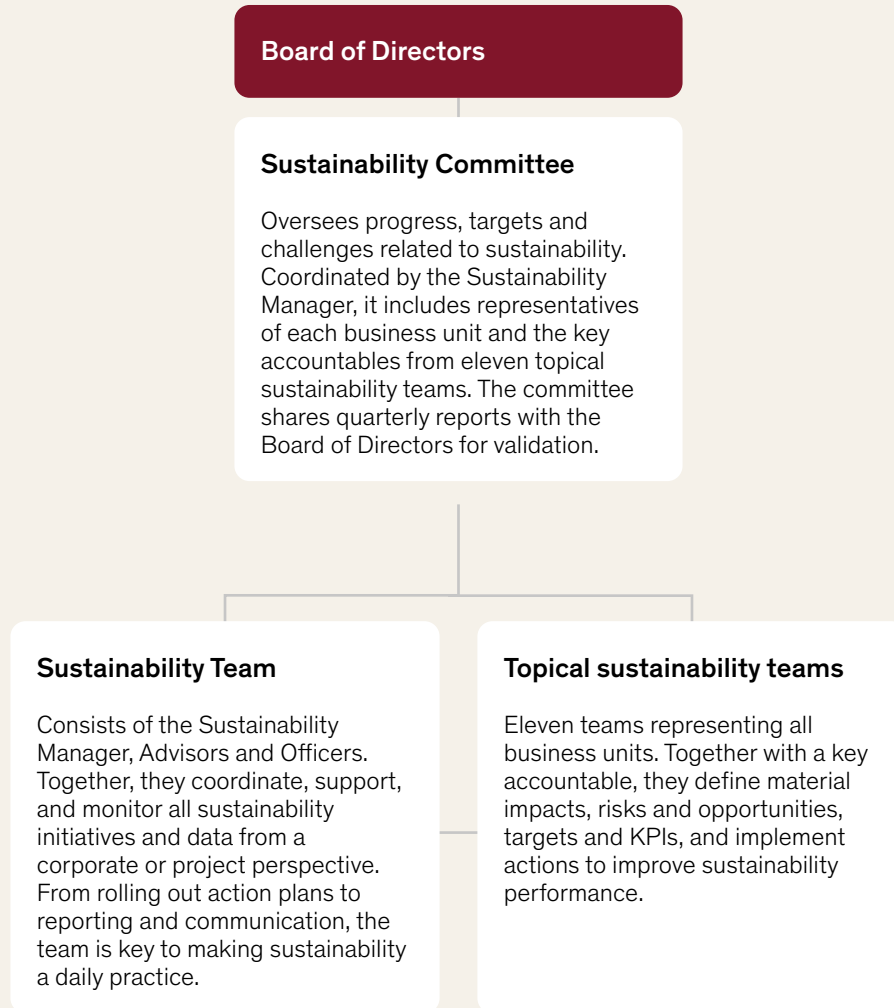 Board of Directors
Sustainability Committee
Oversees progress, targets and
challenges related to sustainability.
Coordinated by the Sustainability
Manager, it includes representatives
of each business unit and the key
accountables from eleven topical
sustainability teams. The committee
shares quarterly reports with the
Board of Directors for validation.
Sustainability Team
Consists of the Sustainability
Manager, Advisors and Officers.
Together, they coordinate, support,
and monitor all sustainability
initiatives and data from a
corporate or project perspective.
From rolling out action plans to
reporting and communication, the
team is key to making sustainability
a daily practice.
Topical sustainability teams
Eleven teams representing all
business units. Together with a key
accountable, they define material
impacts, risks and opportunities,
targets and KPIs, and implement
actions to improve sustainability
performance.